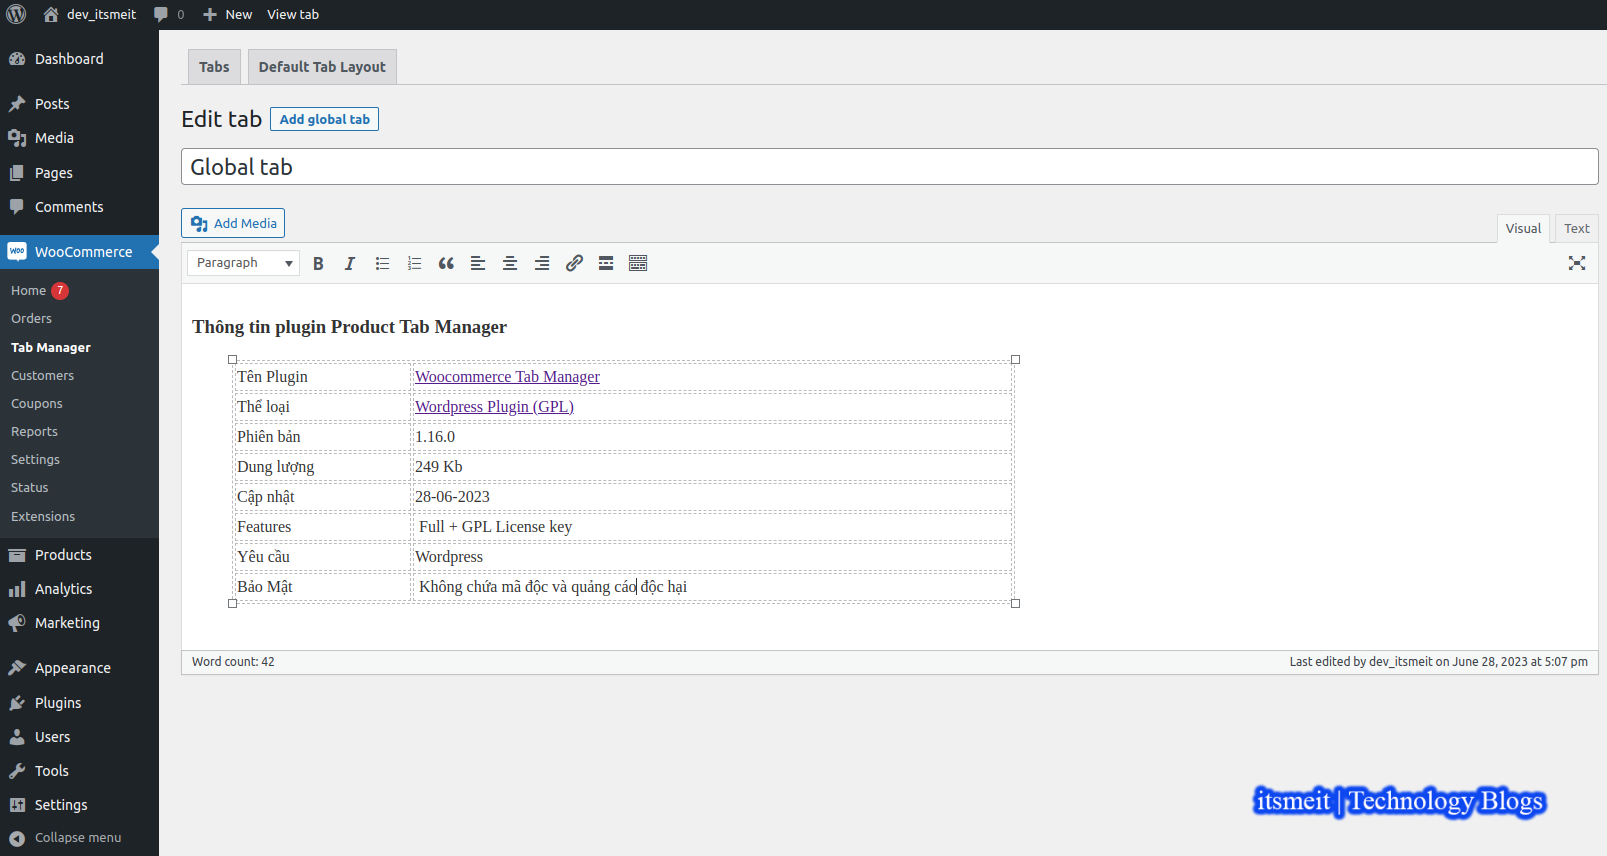 dev_itsmeit 0 New View tab
Dashboard
Posts
Media
Pages
Comments
WooCommerce
Home 7
Orders
Tab Manager
Customers
Coupons
Reports
Settings
Status
Extensions
Products
Analytics
Marketing
Appearance
Plugins
Users
Tools
Settings
Collapse menu
Tabs Default Tab Layout
Edit tab Add global tab
Global tab
Add Media
Visual Text
Paragraph
Thông tin plugin Product Tab Manager
Tên Plugin Woocommerce Tab Manager
Thể loại Wordpress Plugin (GPL)
Phiên bản 1.16.0
Dung lượng 249 Kb
Cập nhật 28-06-2023
Features Full + GPL License key
Yêu cầu Wordpress
Bảo Mật Không chứa mã độc và quảng cáo độc hại
Word count: 42 Last edited by dev_itsmeit on June 28, 2023 at 5:07 pm
itsmeit | Technology Blogs